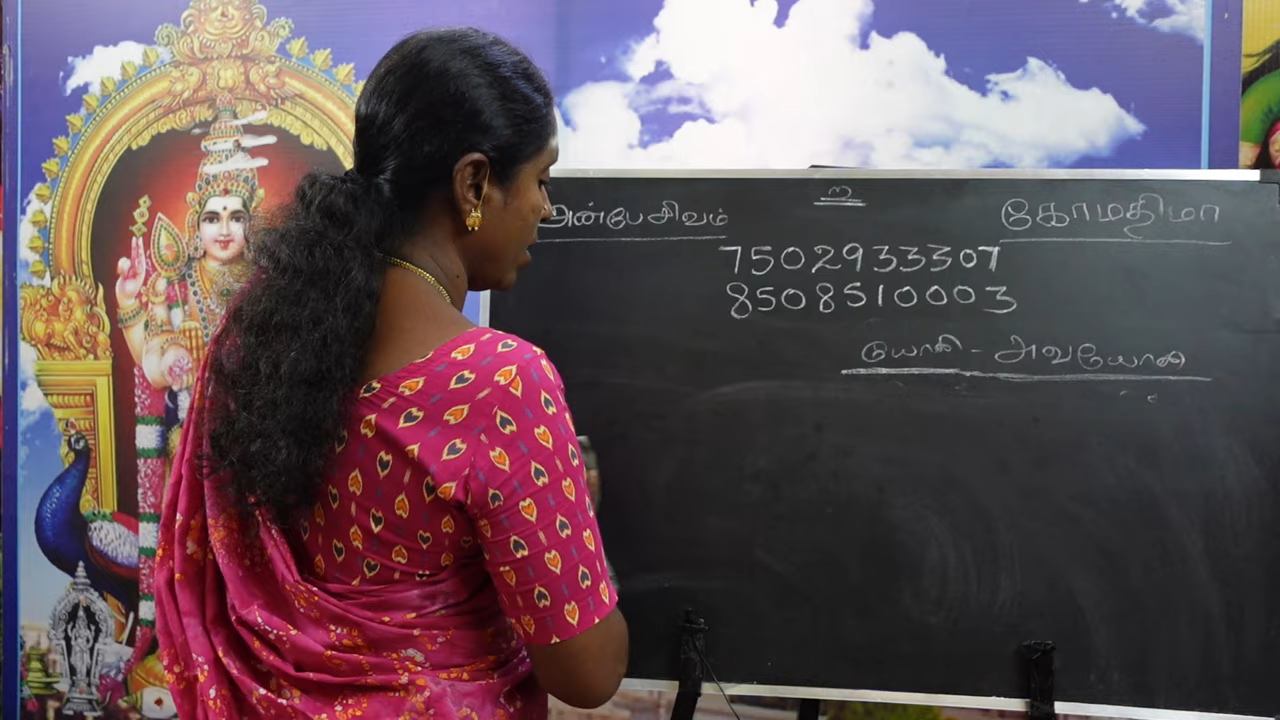 உ
அன்பே சிவம் கோமதிமா
7502933307
8508510003
யோகி - அவயோகி